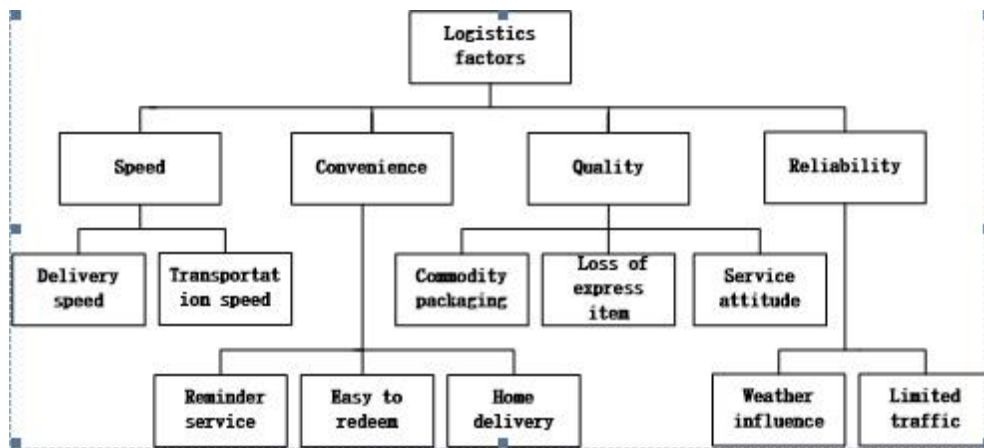 Logistics
factors
Speed
Convenience
Quality
Reliability
Delivery
speed
Transportat
ion speed
Commodity
packaging
Loss of
express
item
Service
attitude
Reminder
service
Easy to
redeem
Home
delivery
Weather
influence
Limited
traffic